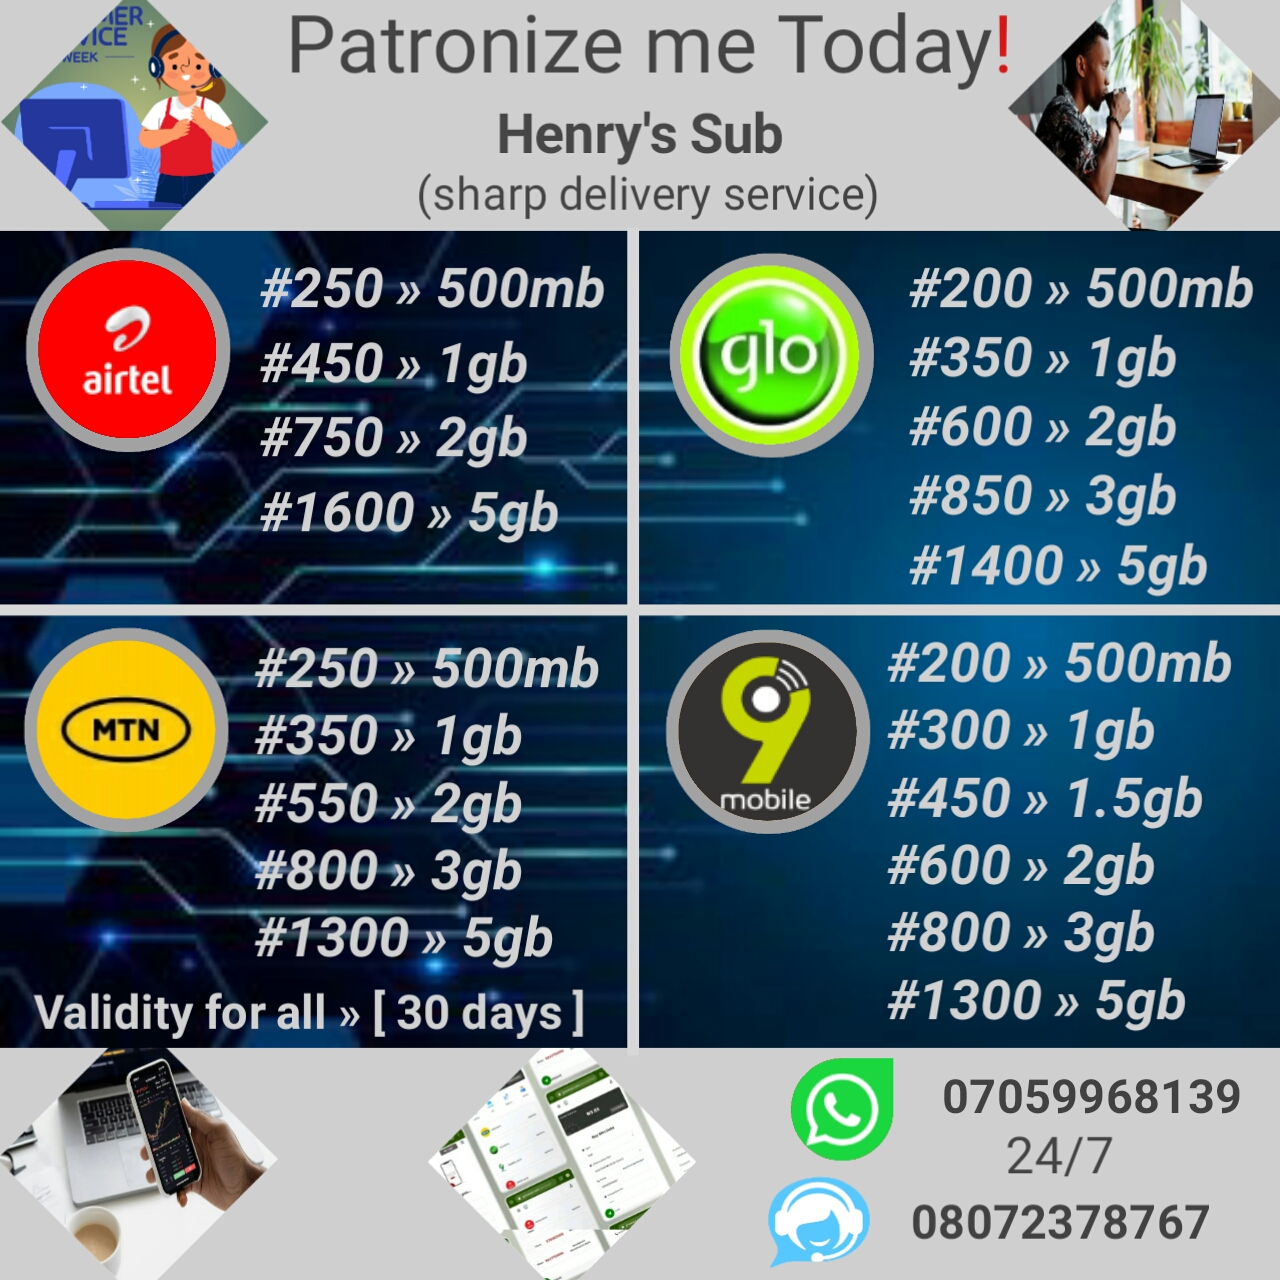 Patronize me Today!
Henry's Sub
(sharp delivery service)
VICE
WEEK
airtel
#250 » 500mb
#450 » 1gb
#750 » 2gb
#1600 » 5gb
glo
#200 » 500mb
#350 » 1gb
#600 » 2gb
#850 » 3gb
#1400 » 5gb
MTN
#250 » 500mb
#350 » 1gb
#550 » 2gb
#800 » 3gb
#1300 » 5gb
Validity for all » [ 30 days ]
9
mobile
#200 » 500mb
#300 » 1gb
#450 » 1.5gb
#600 » 2gb
#800 » 3gb
#1300 » 5gb
07059968139
24/7
08072378767